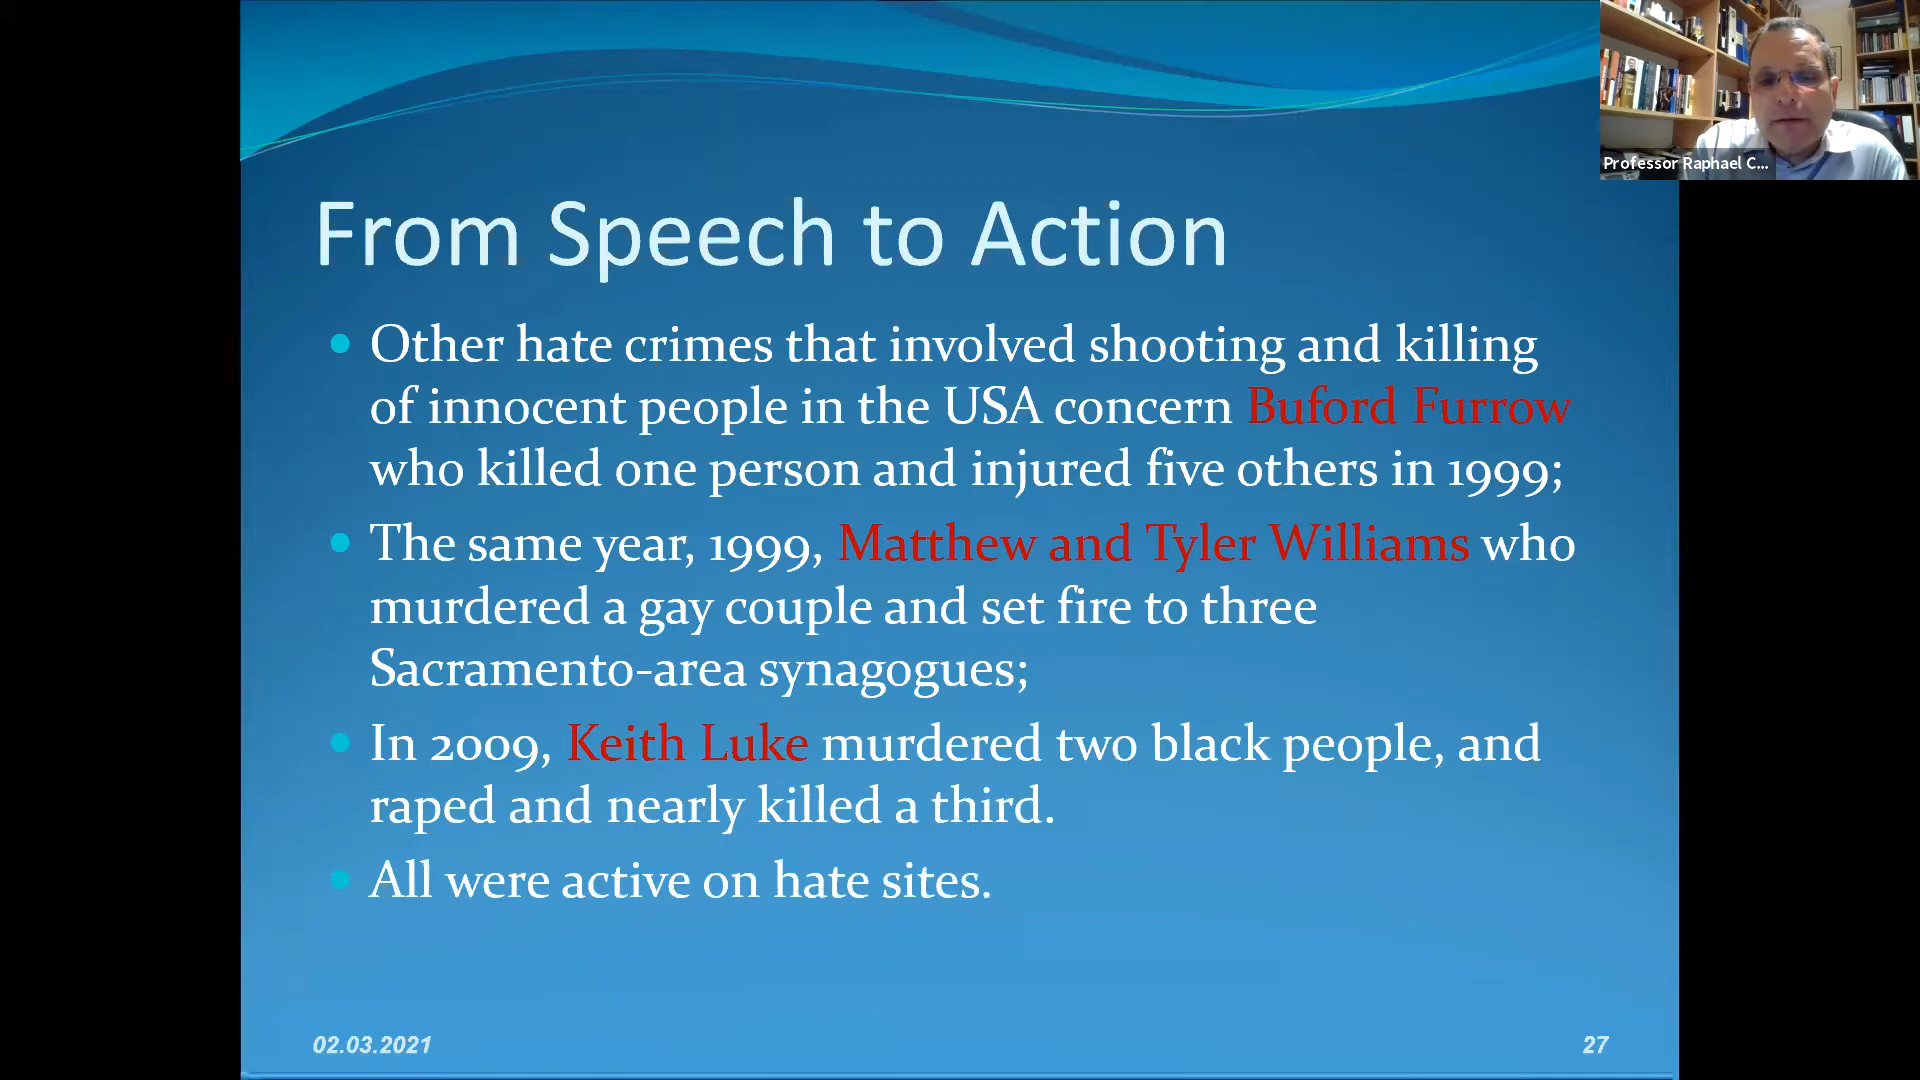 Professor Raphael C...
From Speech to Action
Other hate crimes that involved shooting and killing
of innocent people in the USA concern Buford Furrow
who killed one person and injured five others in 1999;
The same year, 1999, Matthew and Tyler Williams who
murdered a gay couple and set fire to three
Sacramento-area synagogues;
In 2009, Keith Luke murdered two black people, and
raped and nearly killed a third.
All were active on hate sites.
02.03.2021
27